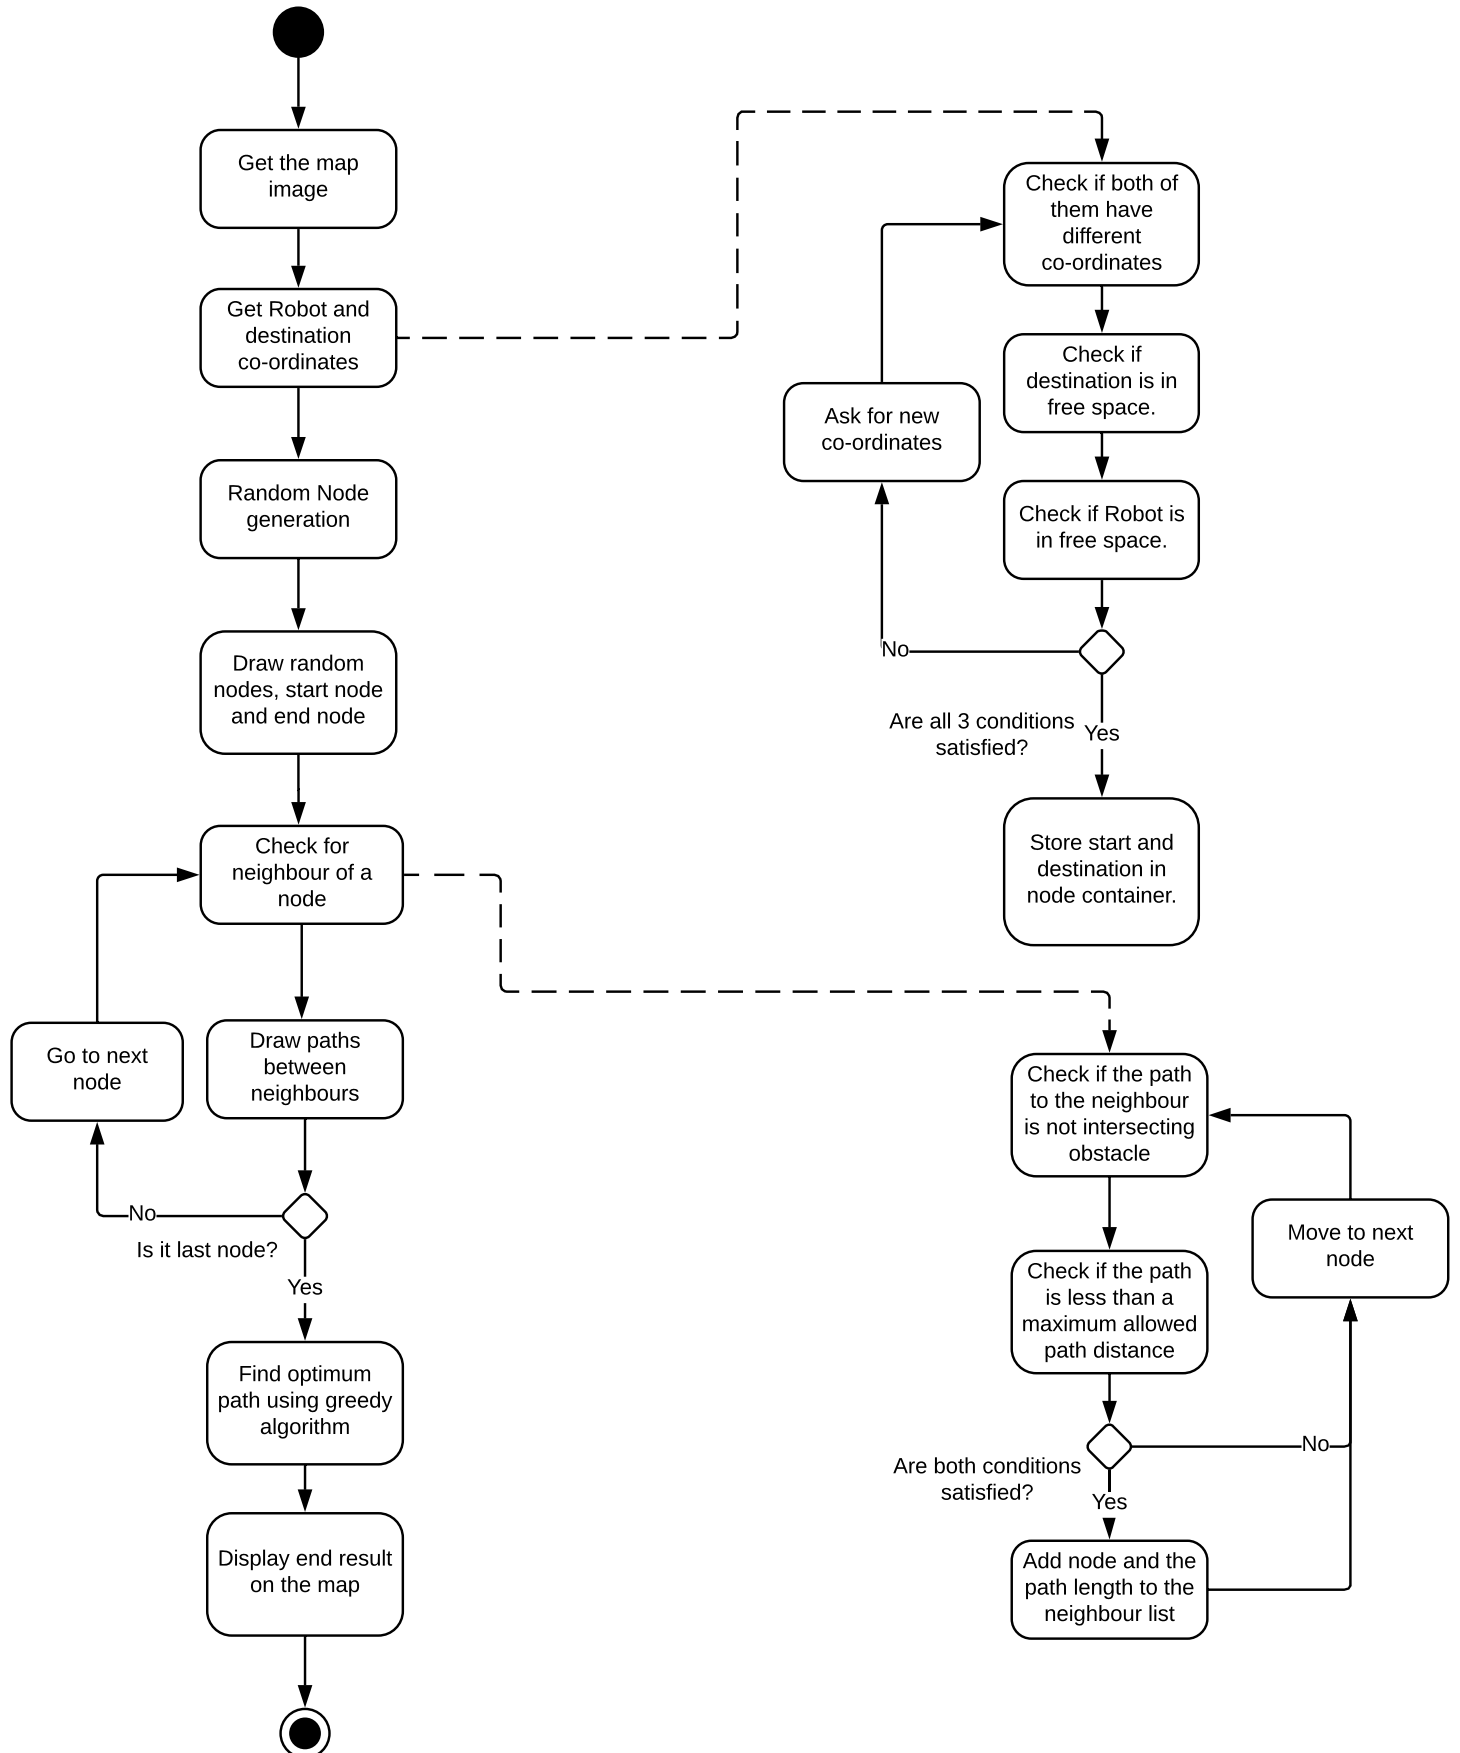 Get the map
image
Get Robot and
destination
co-ordinates
Random Node
generation
Draw random
nodes, start node
and end node
Check for
neighbour of a
node
Go to next
node
Draw paths
between
neighbours
No
Is it last node?
Yes
Find optimum
path using greedy
algorithm
Display end result
on the map
Check if both of
them have
different
co-ordinates
Check if
destination is in
free space.
Ask for new
co-ordinates
Check if Robot is
in free space.
No
Are all 3 conditions
satisfied?
Yes
Store start and
destination in
node container.
Check if the path
to the neighbour
is not intersecting
obstacle
Move to next
node
Check if the path
is less than a
maximum allowed
path distance
No
Are both conditions
satisfied?
Yes
Add node and the
path length to the
neighbour list